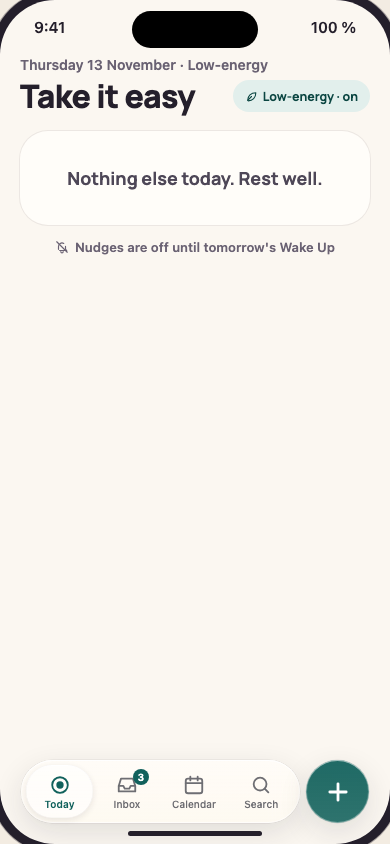 9:41
100 %
Thursday 13 November · Low-energy
Take it easy
Low-energy · on
Nothing else today. Rest well.
Nudges are off until tomorrow's Wake Up
3
Today
Inbox
Calendar
Search